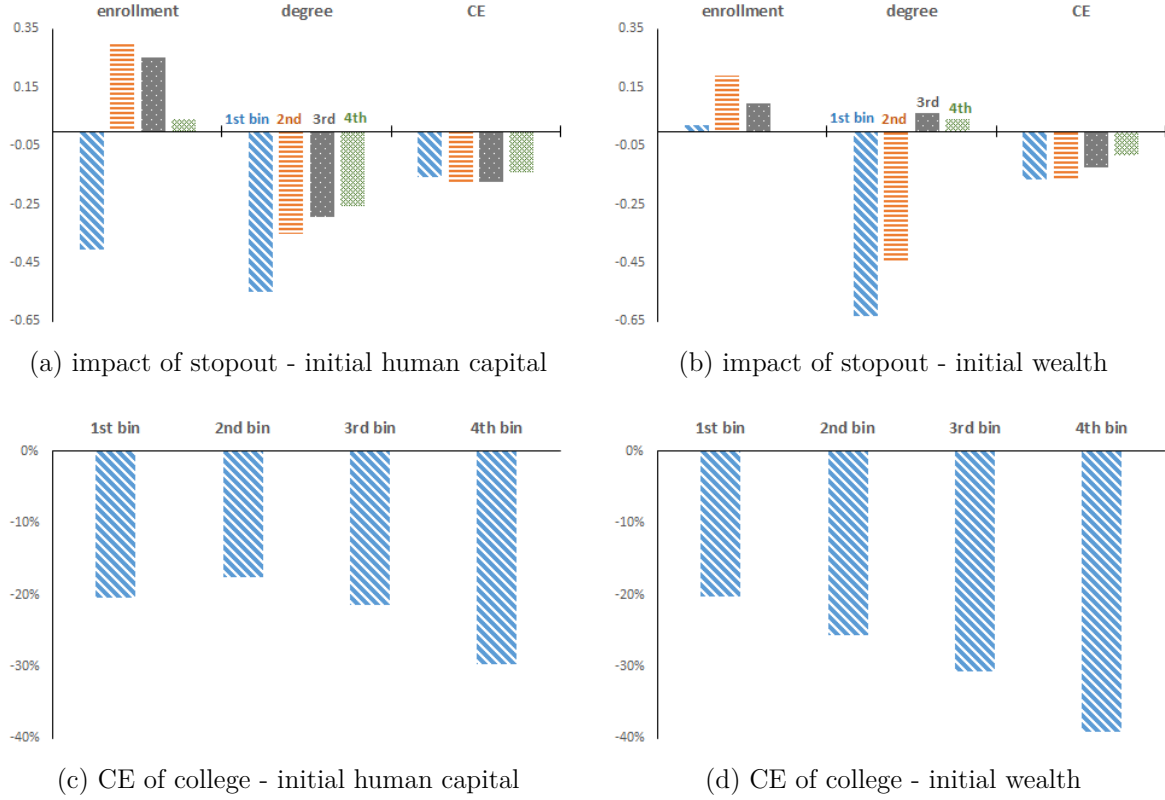 enrollment degree CE
0.35
0.15
1st bin 2nd 3rd 4th
-0.05
-0.25
-0.45
-0.65
(a) impact of stopout - initial human capital
enrollment degree CE
0.35
0.15
3rd 4th
1st bin 2nd
-0.05
-0.25
-0.45
-0.65
(b) impact of stopout - initial wealth
1st bin 2nd bin 3rd bin 4th bin
0%
-10%
-20%
-30%
-40%
(c) CE of college - initial human capital
1st bin 2nd bin 3rd bin 4th bin
0%
-10%
-20%
-30%
-40%
(d) CE of college - initial wealth